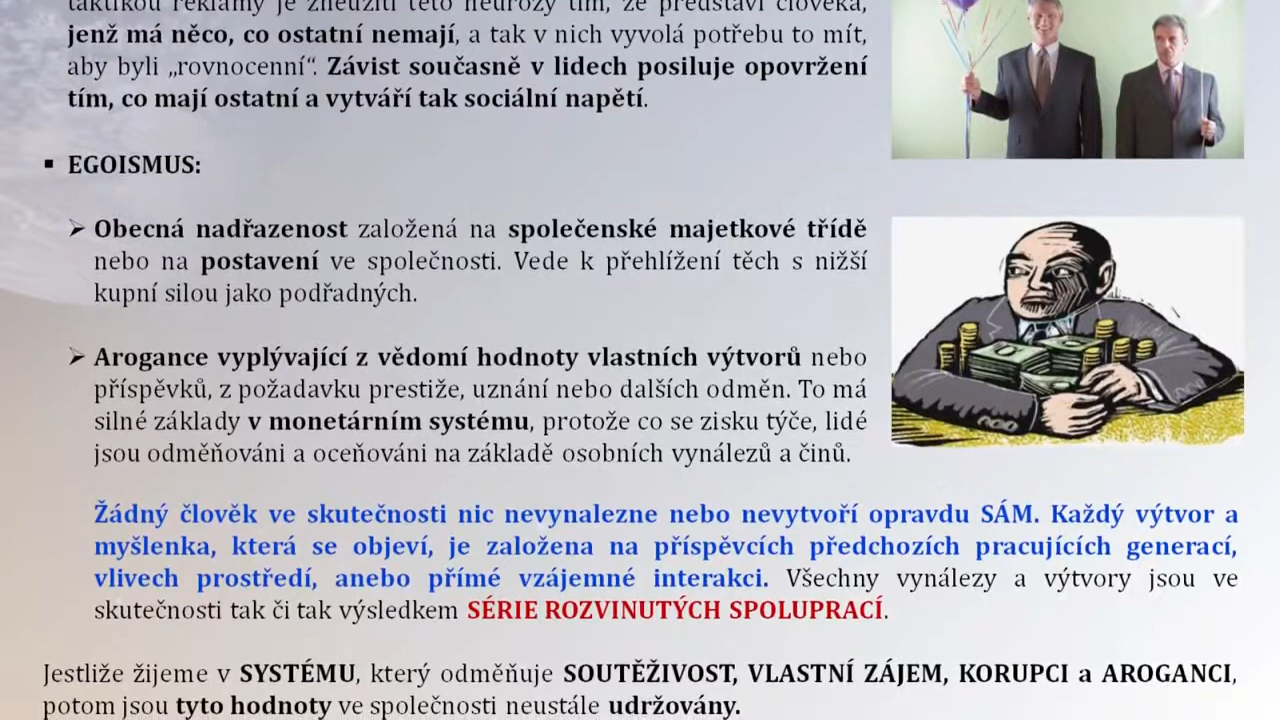 taktikou reklamy je zneužití této neurózy tím, že představí člověka,
jenž má něco, co ostatní nemají, a tak v nich vyvolá potřebu to mít,
aby byli „rovnocenní“. Závist současně v lidech posiluje opovržení
tím, co mají ostatní a vytváří tak sociální napětí.
▪ EGOISMUS:
➢ Obecná nadřazenost založená na společenské majetkové třídě
nebo na postavení ve společnosti. Vede k přehlížení těch s nižší
kupní silou jako podřadných.
➢ Arogance vyplývající z vědomí hodnoty vlastních výtvorů nebo
příspěvků, z požadavku prestiže, uznání nebo dalších odměn. To má
silné základy v monetárním systému, protože co se zisku týče, lidé
jsou odměňováni a oceňováni na základě osobních vynálezů a činů.
Žádný člověk ve skutečnosti nic nevynalezne nebo nevytvoří opravdu SÁM. Každý výtvor a
myšlenka, která se objeví, je založena na příspěvcích předchozích pracujících generací,
vlivech prostředí, anebo přímé vzájemné interakci. Všechny vynálezy a výtvory jsou ve
skutečnosti tak či tak výsledkem SÉRIE ROZVINUTÝCH SPOLUPRACÍ.
Jestliže žijeme v SYSTÉMU, který odměňuje SOUTĚŽIVOST, VLASTNÍ ZÁJEM, KORUPCI a AROGANCI,
potom jsou tyto hodnoty ve společnosti neustále udržovány.